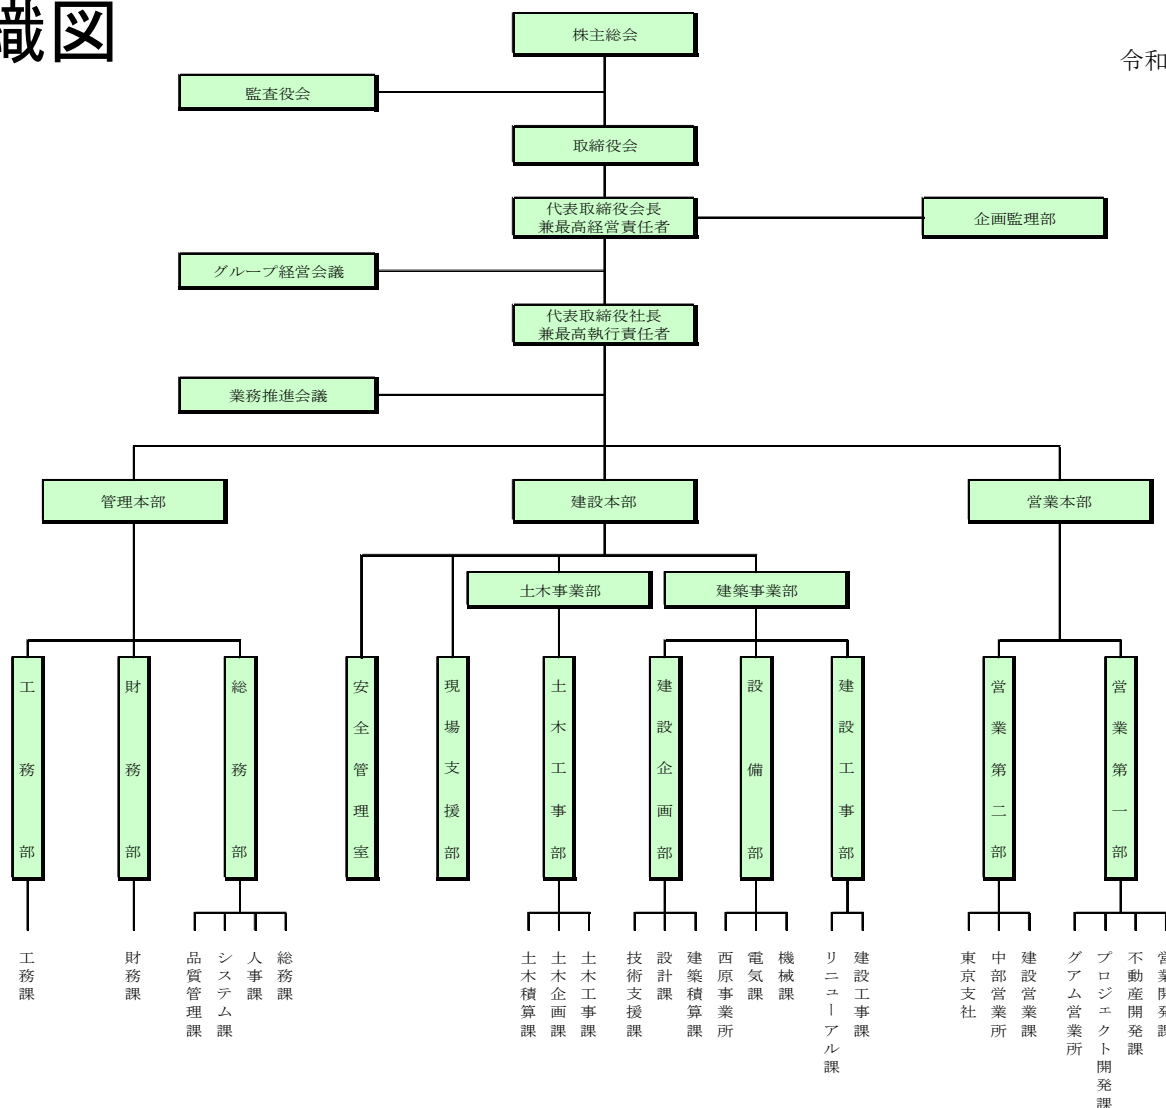 織図
令和
株主総会
監査役会
取締役会
代表取締役会長
兼最高経営責任者
企画監理部
グループ経営会議
代表取締役社長
兼最高執行責任者
業務推進会議
管理本部
建設本部
営業本部
土木事業部
建築事業部
工務部
財務部
総務部
安全管理室
現場支援部
土木工事部
建設企画部
設備部
建設工事部
営業第二部
営業第一部
工務課
財務課
品質管理課
システム課
人事課
総務課
土木積算課
土木企画課
土木工事課
技術支援課
設計課
建築積算課
西原事業所
電気課
機械課
リニューアル課
建設工事課
東京支社
中部営業所
建設営業課
グアム営業所
プロジェクト開発課
不動産開発課
営業開発課